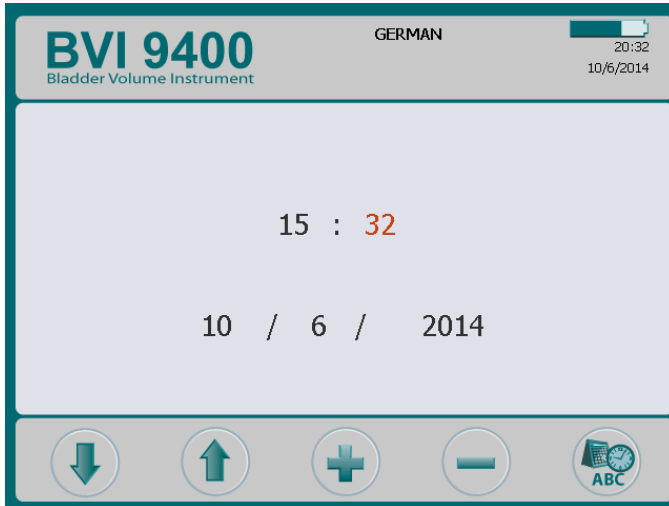 BVI 9400
Bladder Volume Instrument
GERMAN
20:32
10/6/2014
15 : 32
10 / 6 / 2014
ABC